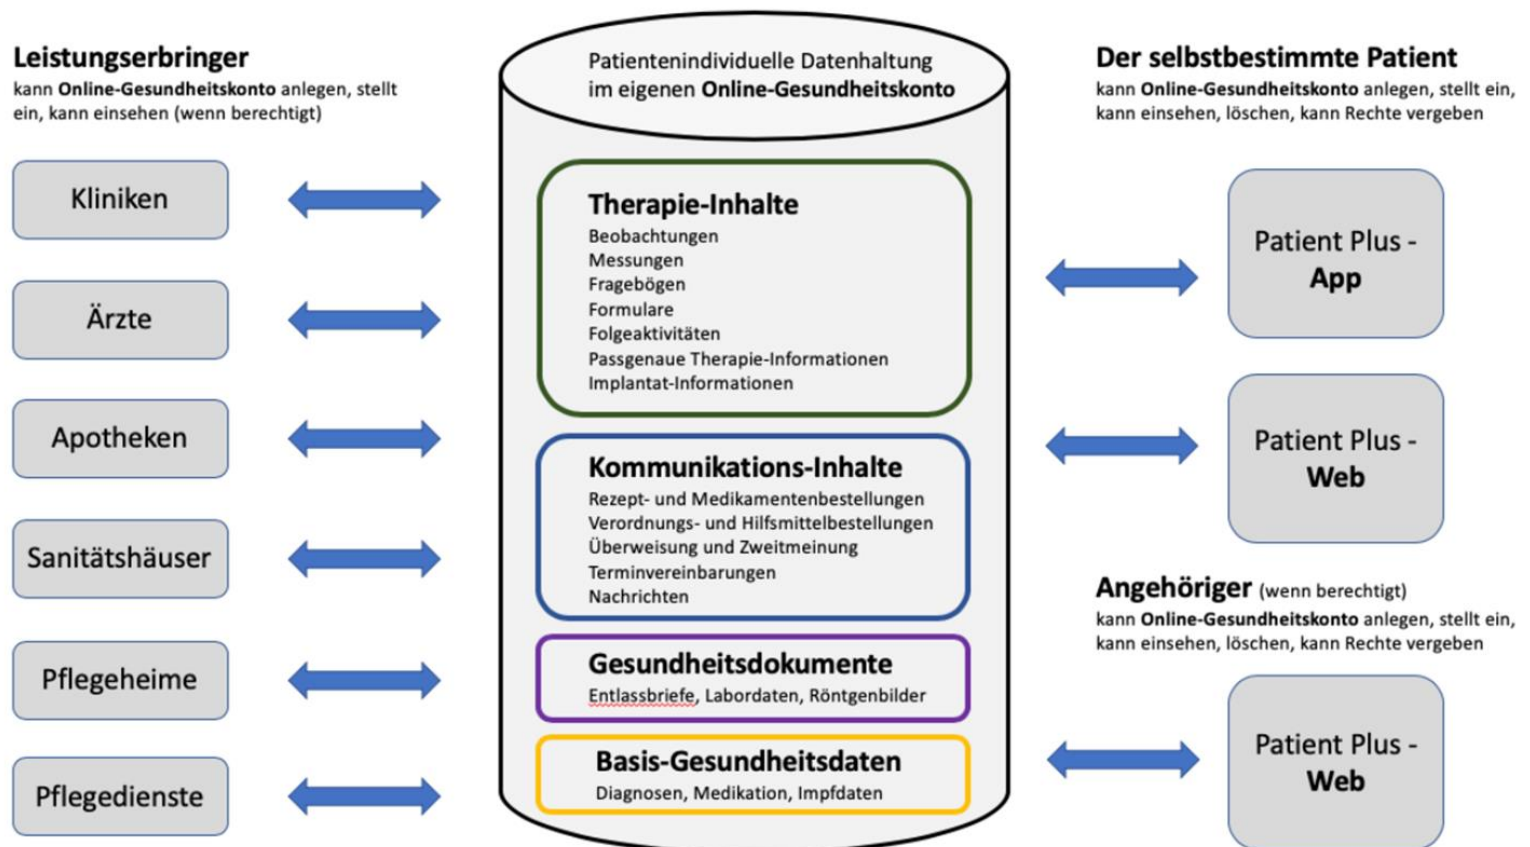 Leistungserbringer
kann Online-Gesundheitskonto anlegen, stellt
ein, kann einsehen (wenn berechtigt)
Kliniken
Ärzte
Apotheken
Sanitätshäuser
Pflegeheime
Pflegedienste
Patientenindividuelle Datenhaltung
im eigenen Online-Gesundheitskonto
Therapie-Inhalte
Beobachtungen
Messungen
Fragebögen
Formulare
Folgeaktivitäten
Passgenaue Therapie-Informationen
Implantat-Informationen
Kommunikations-Inhalte
Rezept- und Medikamentenbestellungen
Verordnungs- und Hilfsmittelbestellungen
Überweisung und Zweitmeinung
Terminvereinbarungen
Nachrichten
Gesundheitsdokumente
Entlassbriefe, Labordaten, Röntgenbilder
Basis-Gesundheitsdaten
Diagnosen, Medikation, Impfdaten
Der selbstbestimmte Patient
kann Online-Gesundheitskonto anlegen, stellt ein,
kann einsehen, löschen, kann Rechte vergeben
Patient Plus -
App
Patient Plus -
Web
Angehöriger (wenn berechtigt)
kann Online-Gesundheitskonto anlegen, stellt ein,
kann einsehen, löschen, kann Rechte vergeben
Patient Plus -
Web